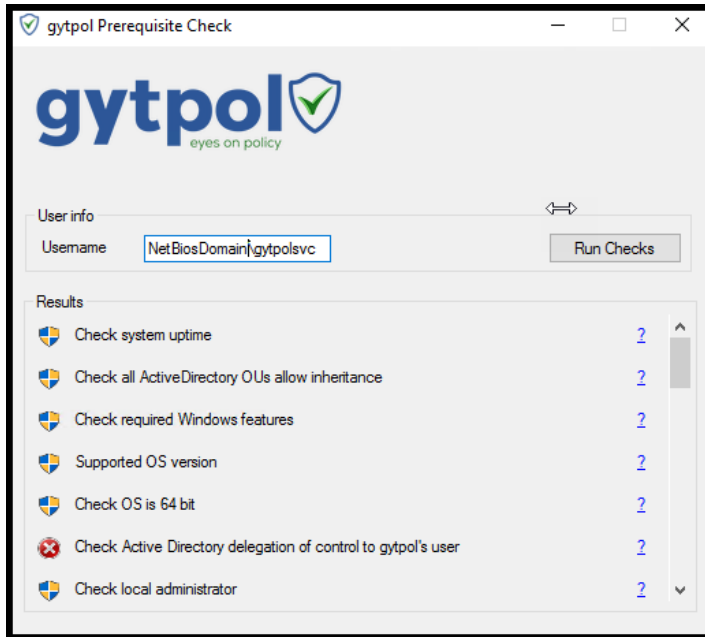 gytpol Prerequisite Check
gytpol
eyes on policy
User info
Username NetBiosDomain\gytpolsvc Run Checks
Results
Check system uptime ?
Check all ActiveDirectory OUs allow inheritance ?
Check required Windows features ?
Supported OS version ?
Check OS is 64 bit ?
Check Active Directory delegation of control to gytpol's user ?
Check local administrator ?